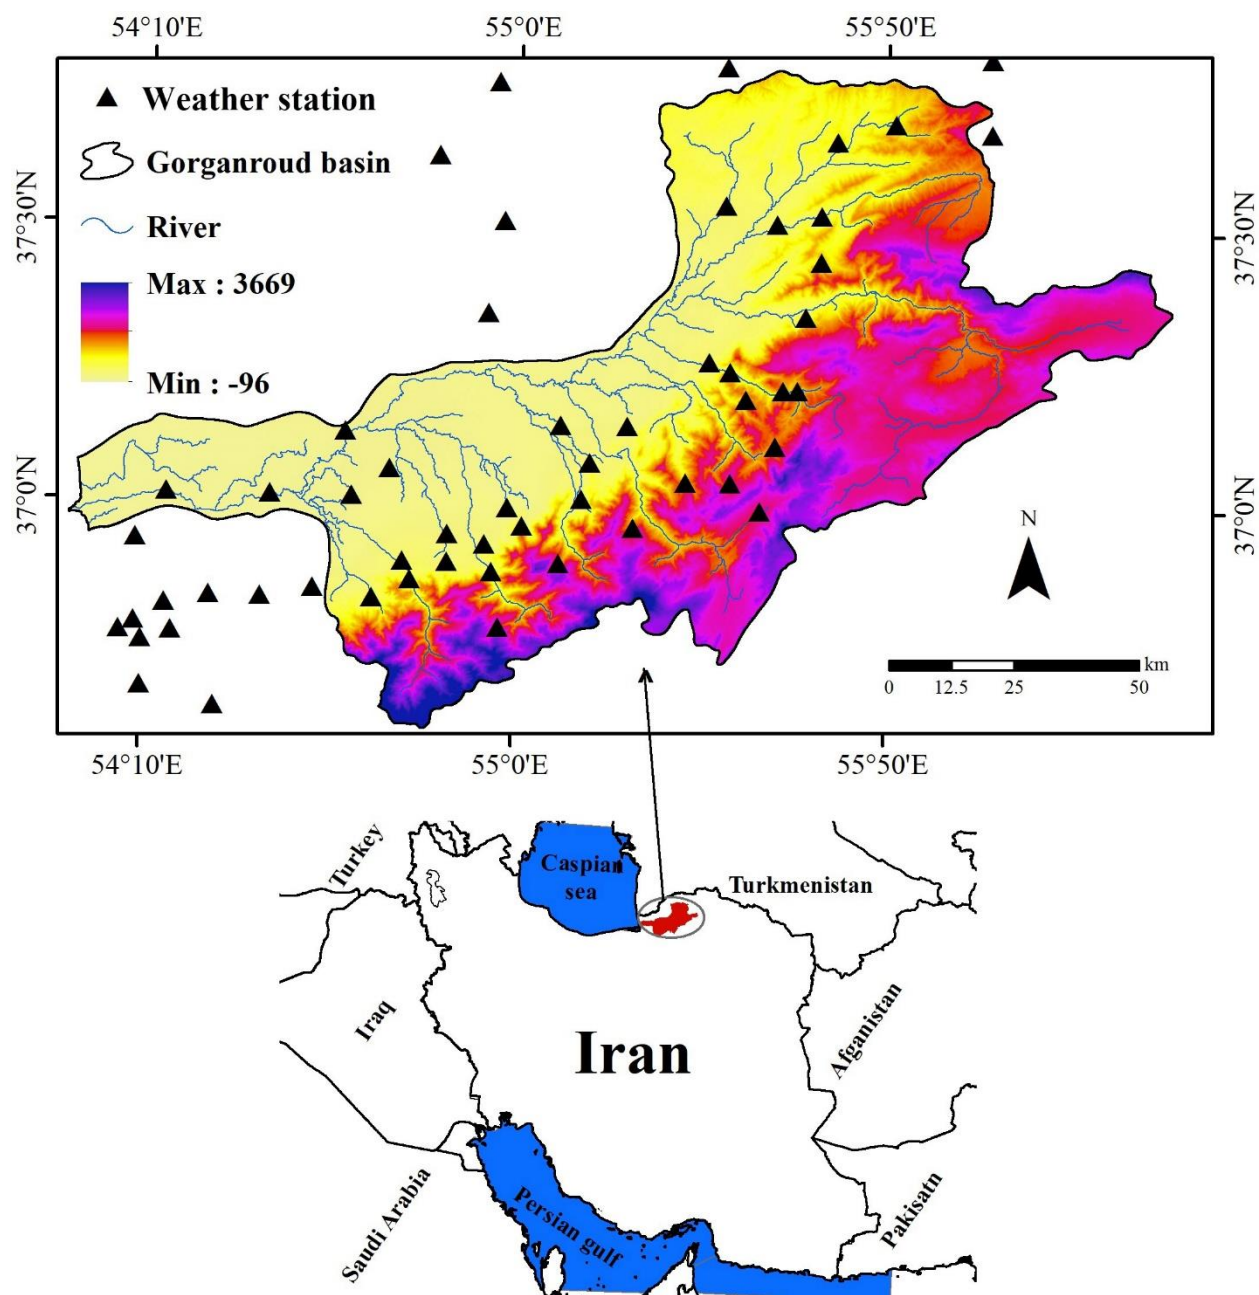 54°10'E 55°0'E 55°50'E
Weather station
Gorganroud basin
River
Max : 3669
Min : -96
37°30'N
37°30'N
37°0'N
37°0'N
N
km
0 12.5 25 50
54°10'E 55°0'E 55°50'E
Turkey
Caspian
sea
Turkmenistan
Iraq
Iran
Afganistan
Saudi Arabia
Persian gulf
Pakisatn